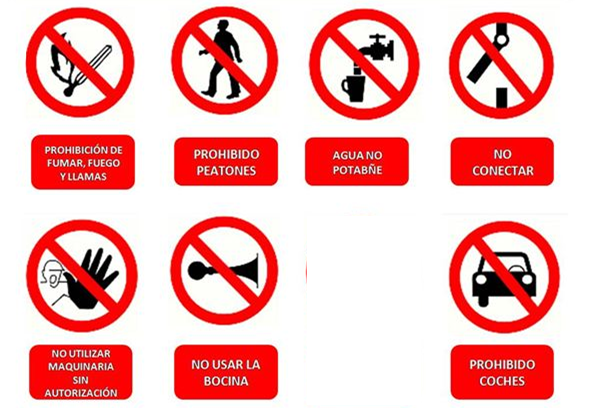 PROHIBICIÓN DE
FUMAR, FUEGO
Y LLAMAS
PROHIBIDO
PEATONES
AGUA NO
POTABÑE
NO
CONECTAR
NO UTILIZAR
MAQUINARIA
SIN
AUTORIZACIÓN
NO USAR LA
BOCINA
PROHIBIDO
COCHES